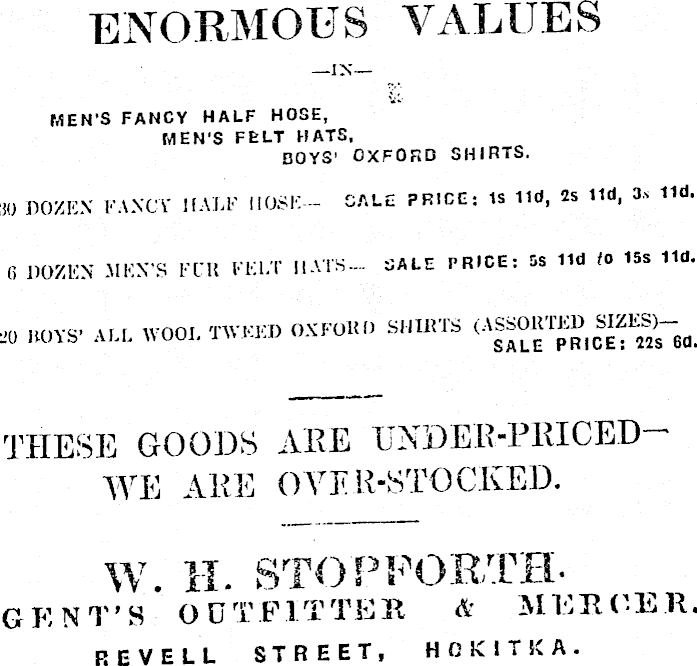 ENORMOUS VALUES
—IN—
MEN'S FANCY HALF HOSE,
MEN'S FELT HATS,
BOYS' OXFORD SHIRTS.
30 DOZEN FANCY HALF HOSE— SALE PRICE: 1s 11d, 2s 11d, 3s 11d.
6 DOZEN MEN'S FUR FELT HATS— SALE PRICE: 5s 11d to 15s 11d.
20 BOYS' ALL WOOL TWEED OXFORD SHIRTS (ASSORTED SIZES)—
SALE PRICE: 22s 6d.
THESE GOODS ARE UNDER-PRICED—
WE ARE OVER-STOCKED.
W. H. STOPFORTH.
GENT'S OUTFITTER & MERCER.
REVELL STREET, HOKITKA.